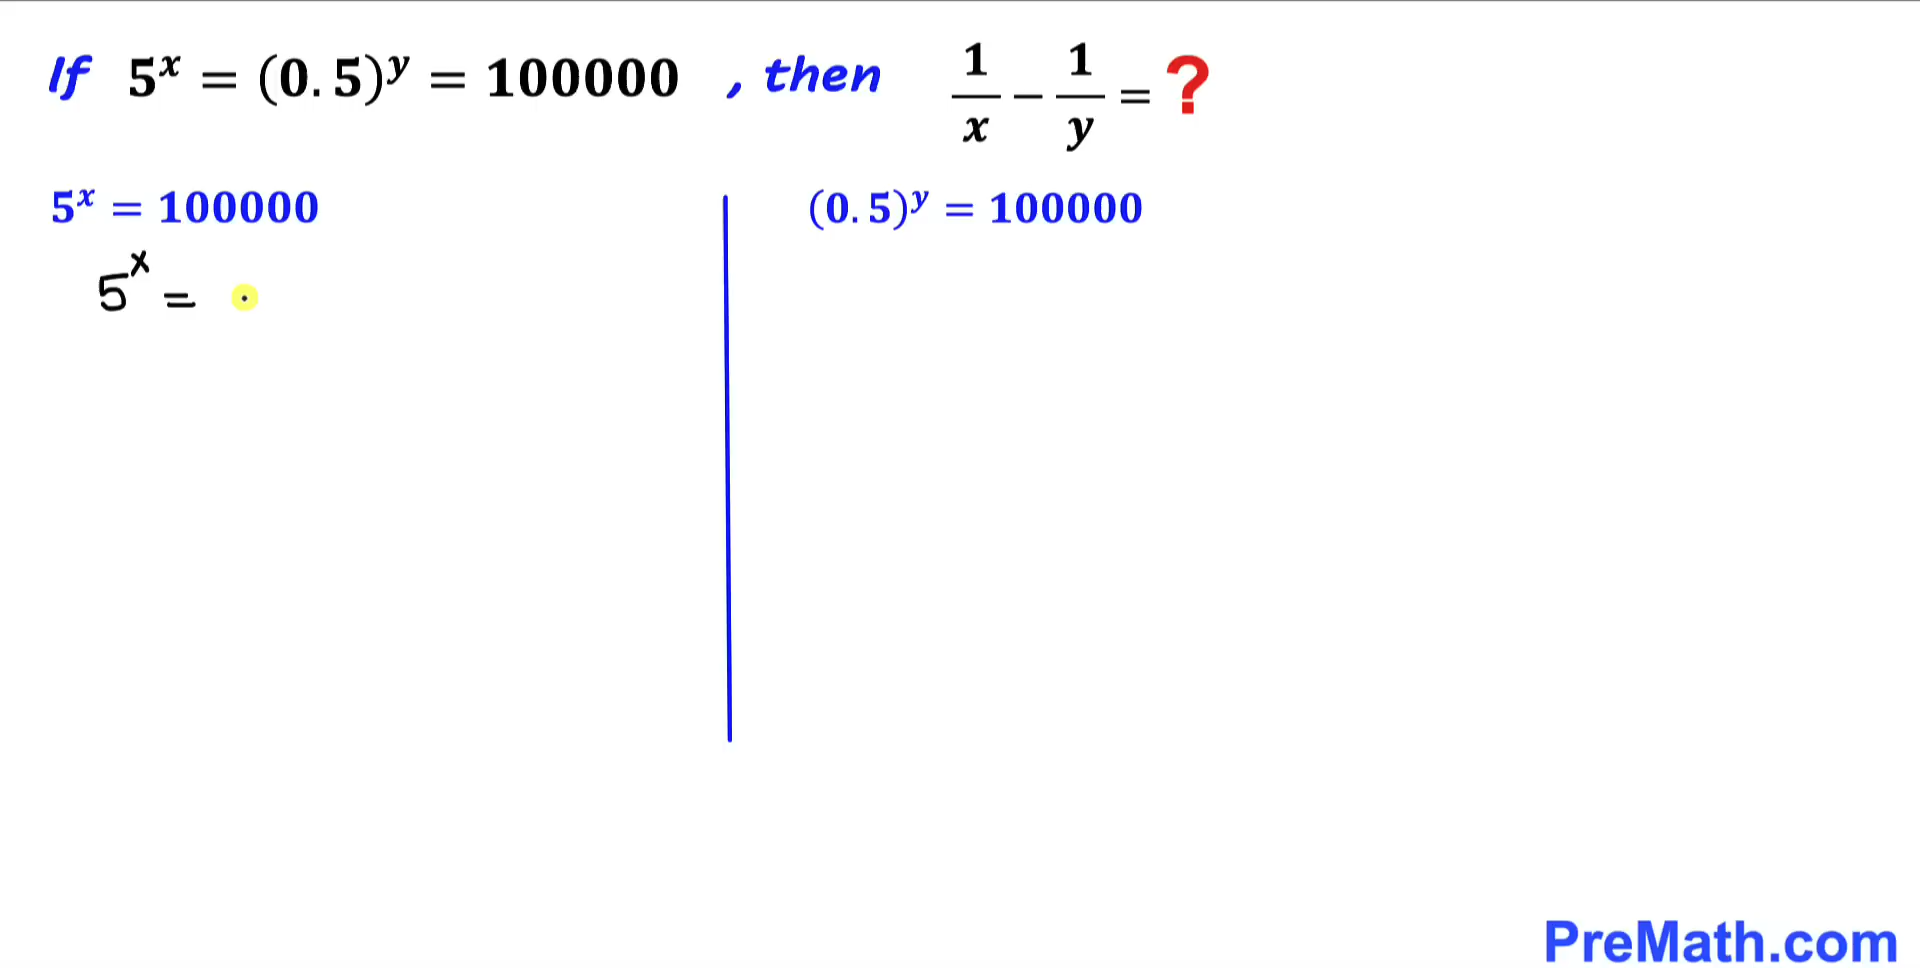 If 5^x = (0.5)^y = 100000 , then 1/x − 1/y = ?
5^x = 100000
(0.5)^y = 100000
5^x =
PreMath.com